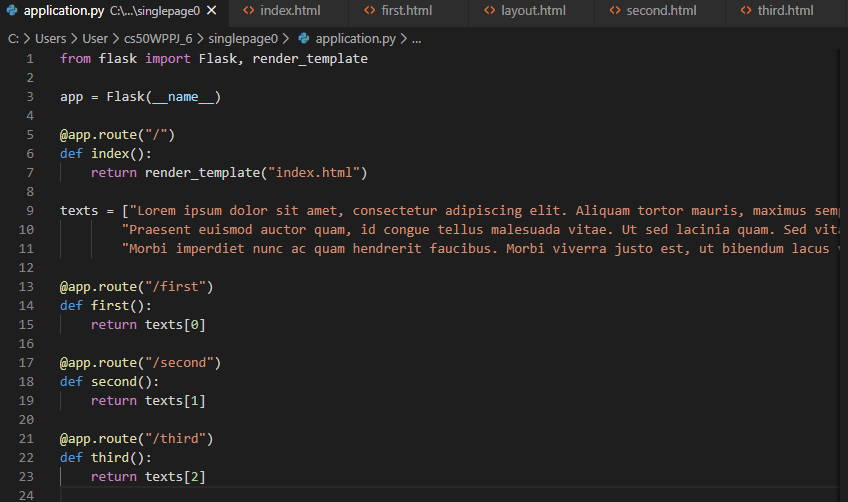 application.py C:\...\singlepage0 × <> index.html <> first.html <> layout.html <> second.html <> third.html
C: > Users > User > cs50WPPJ_6 > singlepage0 > application.py > ...
1 from flask import Flask, render_template
2
3 app = Flask(__name__)
4
5 @app.route("/")
6 def index():
7     return render_template("index.html")
8
9 texts = ["Lorem ipsum dolor sit amet, consectetur adipiscing elit. Aliquam tortor mauris, maximus sem
10         "Praesent euismod auctor quam, id congue tellus malesuada vitae. Ut sed lacinia quam. Sed vita
11         "Morbi imperdiet nunc ac quam hendrerit faucibus. Morbi viverra justo est, ut bibendum lacus v
12
13 @app.route("/first")
14 def first():
15     return texts[0]
16
17 @app.route("/second")
18 def second():
19     return texts[1]
20
21 @app.route("/third")
22 def third():
23     return texts[2]
24